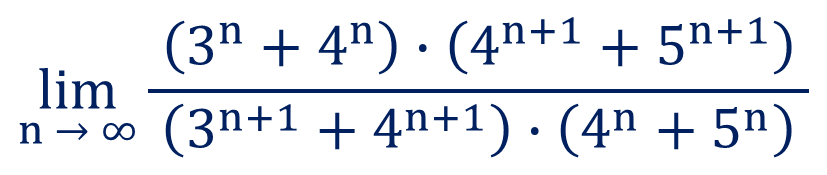 lim n → ∞ (3ⁿ + 4ⁿ) · (4ⁿ⁺¹ + 5ⁿ⁺¹) / (3ⁿ⁺¹ + 4ⁿ⁺¹) · (4ⁿ + 5ⁿ)